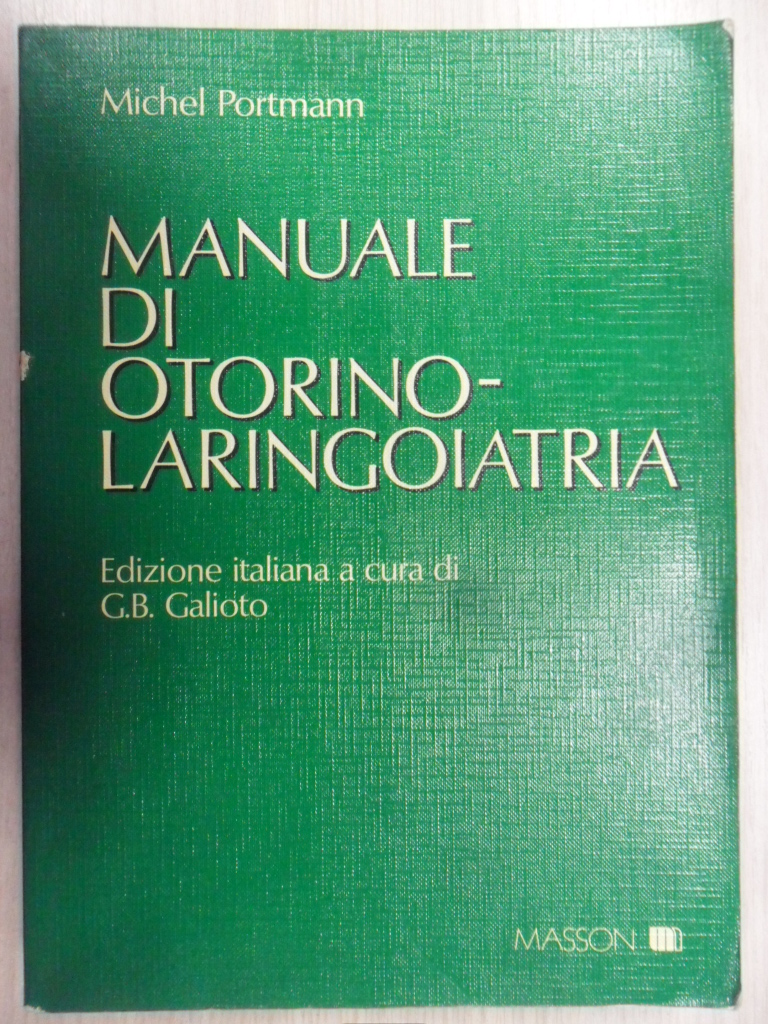 Michel Portmann
MANUALE
DI
OTORINO-
LARINGOIATRIA
Edizione italiana a cura di
G.B. Galioto
MASSON m